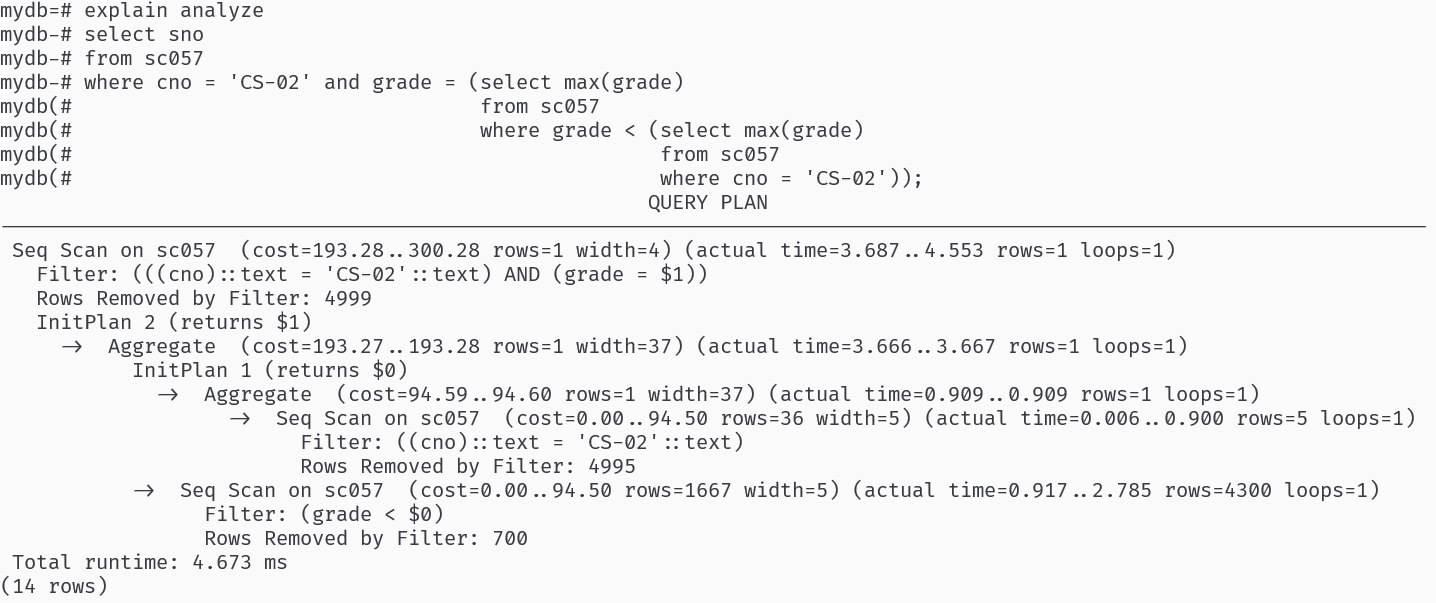 mydb=# explain analyze
mydb-# select sno
mydb-# from sc057
mydb-# where cno = 'CS-02' and grade = (select max(grade)
mydb(#                                  from sc057
mydb(#                                  where grade < (select max(grade)
mydb(#                                                 from sc057
mydb(#                                                 where cno = 'CS-02'));
                                                      QUERY PLAN
 Seq Scan on sc057  (cost=193.28..300.28 rows=1 width=4) (actual time=3.687..4.553 rows=1 loops=1)
   Filter: (((cno)::text = 'CS-02'::text) AND (grade = $1))
   Rows Removed by Filter: 4999
   InitPlan 2 (returns $1)
     ->  Aggregate  (cost=193.27..193.28 rows=1 width=37) (actual time=3.666..3.667 rows=1 loops=1)
           InitPlan 1 (returns $0)
             ->  Aggregate  (cost=94.59..94.60 rows=1 width=37) (actual time=0.909..0.909 rows=1 loops=1)
                   ->  Seq Scan on sc057  (cost=0.00..94.50 rows=36 width=5) (actual time=0.006..0.900 rows=5 loops=1)
                         Filter: ((cno)::text = 'CS-02'::text)
                         Rows Removed by Filter: 4995
           ->  Seq Scan on sc057  (cost=0.00..94.50 rows=1667 width=5) (actual time=0.917..2.785 rows=4300 loops=1)
                 Filter: (grade < $0)
                 Rows Removed by Filter: 700
 Total runtime: 4.673 ms
(14 rows)